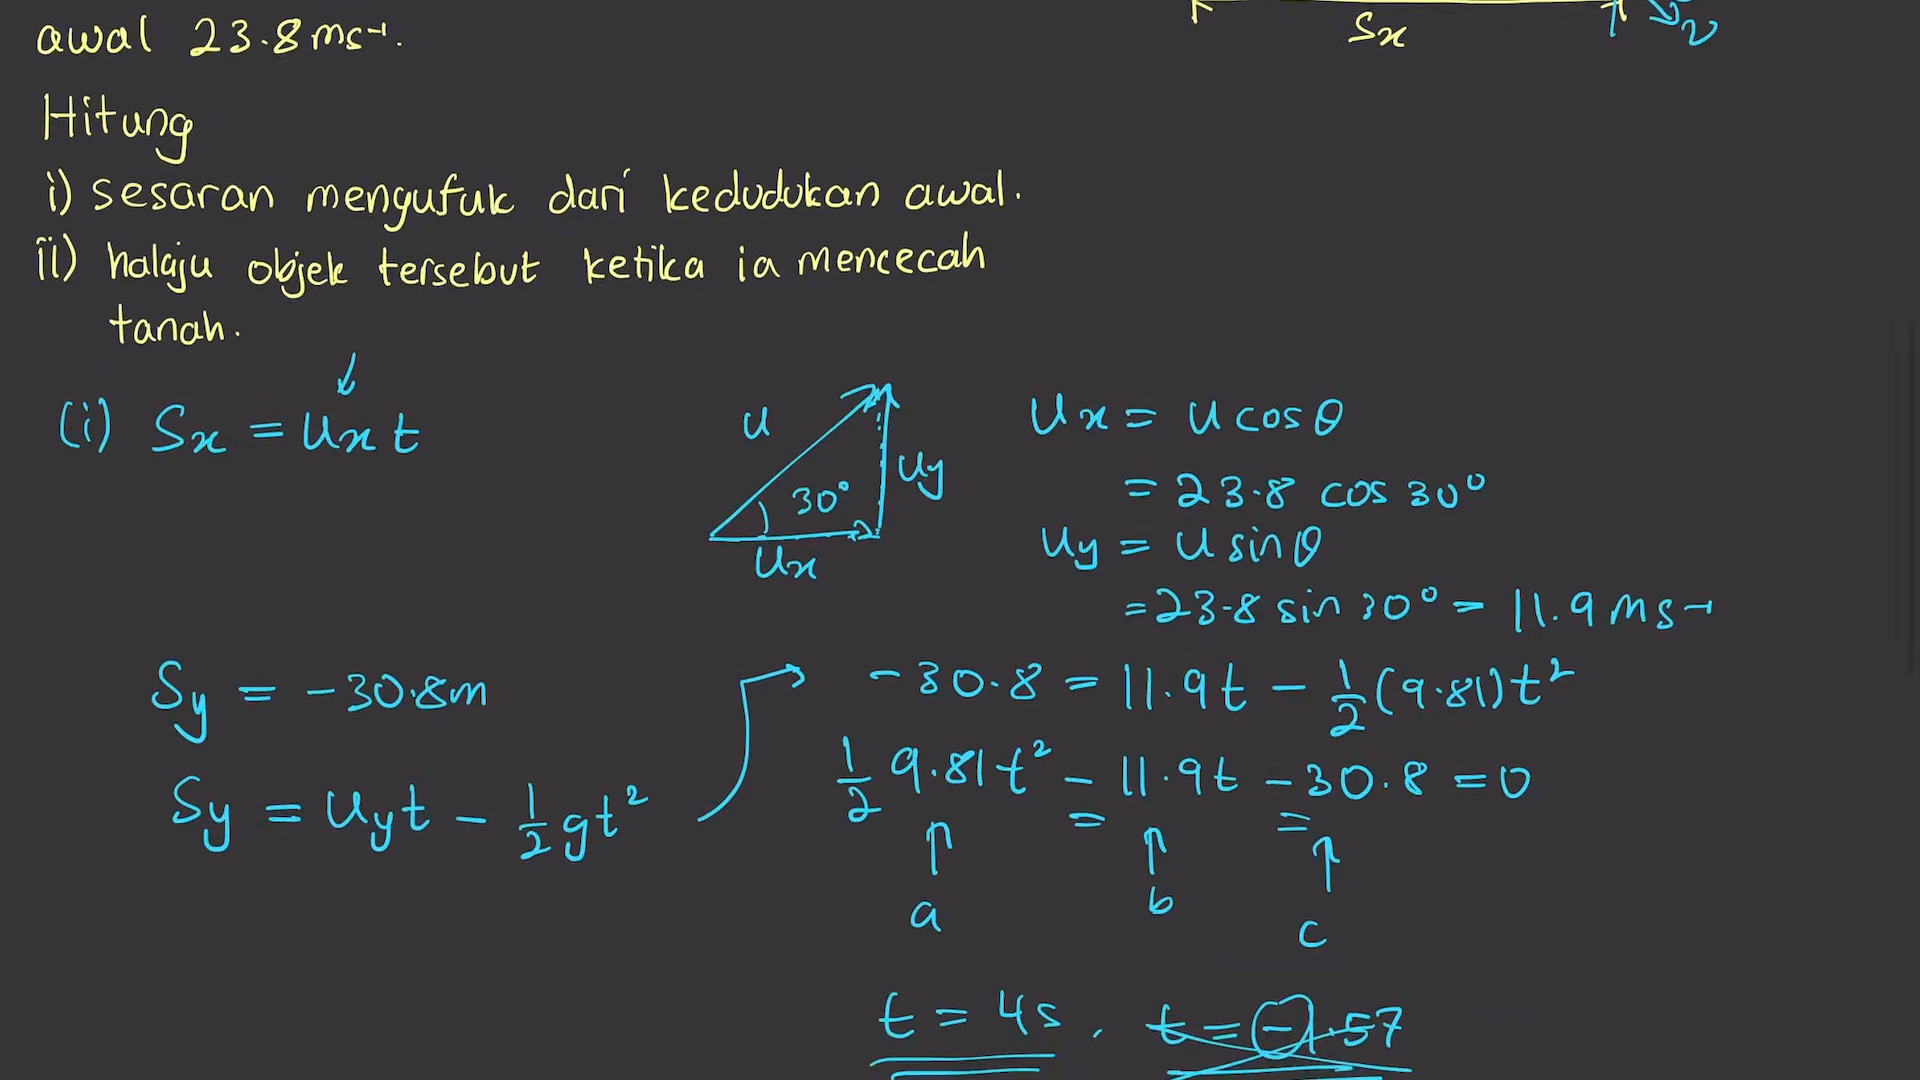 awal 23.8 ms⁻¹.
Sx
v
Hitung
i) sesaran mengufuk dari kedudukan awal.
ii) halaju objek tersebut ketika ia mencecah
tanah.
(i) Sx = Ux t
U
30°
Uy
Ux
Ux = U cos θ
= 23.8 cos 30°
Uy = U sin θ
= 23.8 sin 30° = 11.9 ms⁻¹
Sy = -30.8m
Sy = Uyt - 1/2 gt²
-30.8 = 11.9t - 1/2 (9.81)t²
1/2 9.81t² - 11.9t - 30.8 = 0
a
b
c
t = 4s , t = -1.57